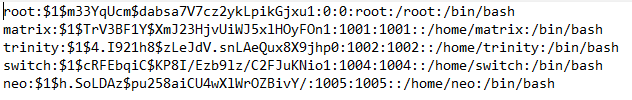 root:$1$m33YqUcm$dabsa7V7cz2ykLpikGjxu1:0:0:root:/root:/bin/bash
matrix:$1$TrV3BF1Y$XmJ23HjvUiWJ5xlHOyFOn1:1001:1001::/home/matrix:/bin/bash
trinity:$1$4.I921h8$zLeJdV.snLAeQux8X9jhp0:1002:1002::/home/trinity:/bin/bash
switch:$1$cRFEbqiC$KP8I/Ezb9lz/C2FJuKNio1:1004:1004::/home/switch:/bin/bash
neo:$1$h.SoLDAz$pu258aiCU4wXlWrOZBivY/:1005:1005::/home/neo:/bin/bash